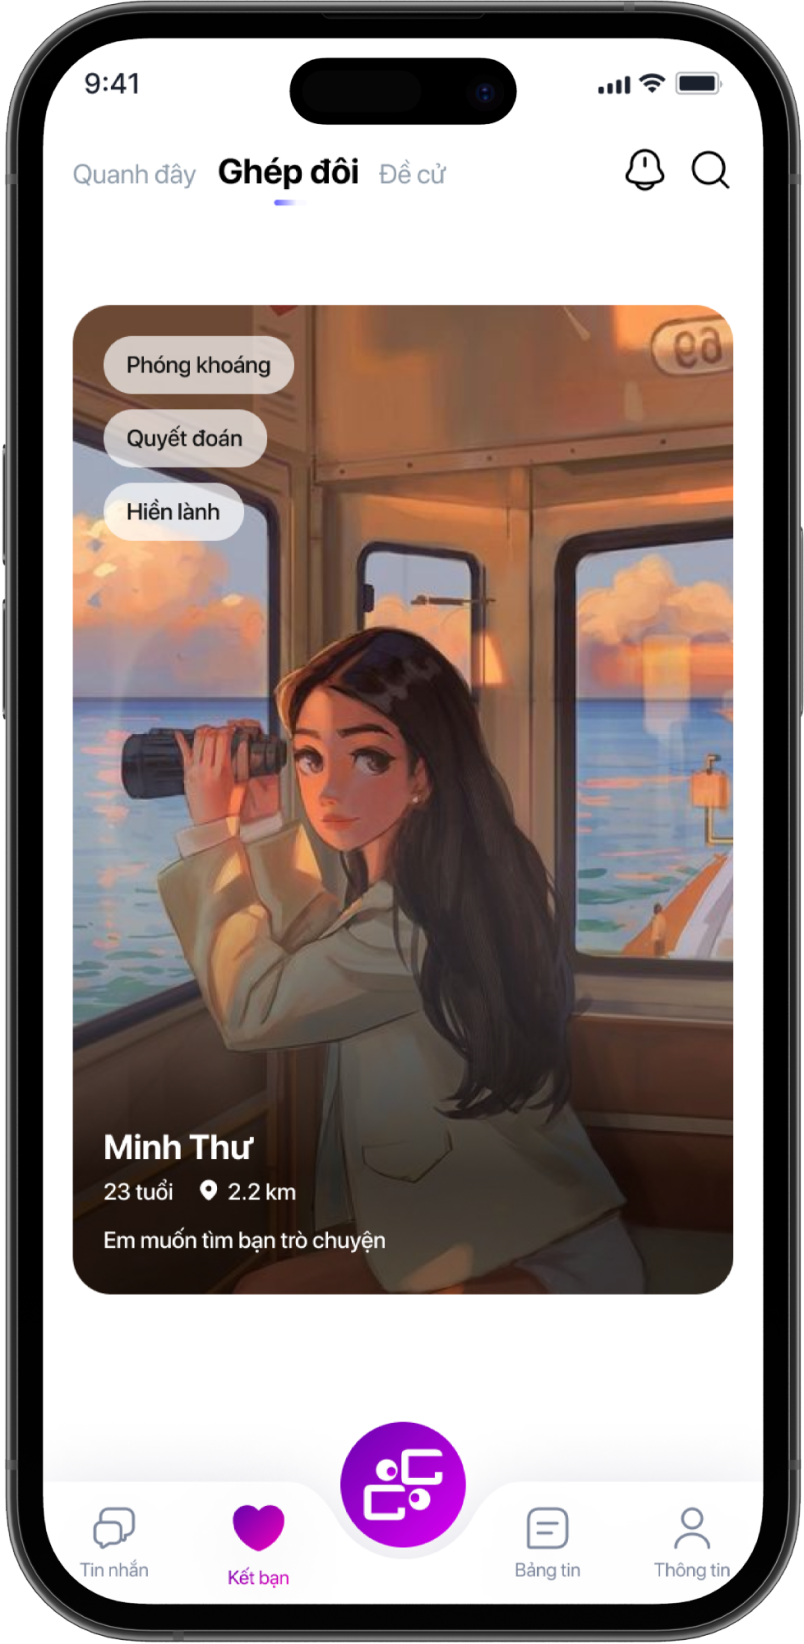 9:41
Quanh đây Ghép đôi Đề cử
Phóng khoáng
Quyết đoán
Hiền lành
Minh Thư
23 tuổi 2.2 km
Em muốn tìm bạn trò chuyện
Tin nhắn Kết bạn Bảng tin Thông tin